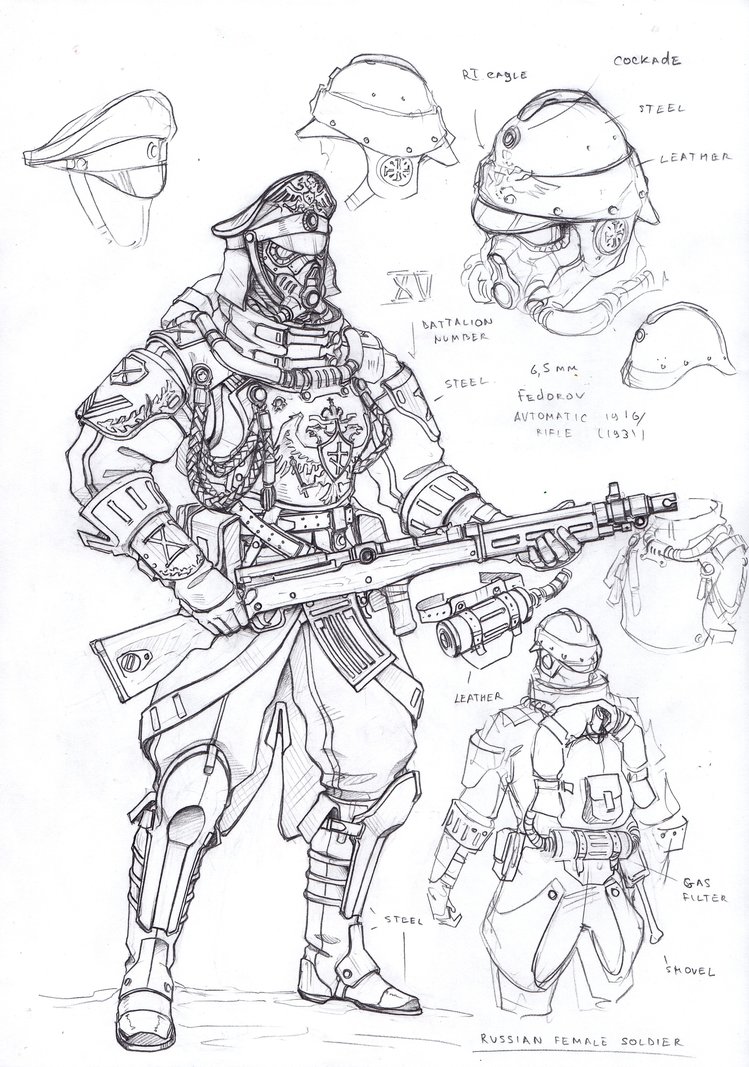 COCKADE
RI EAGLE
STEEL
LEATHER
XV
BATTALION
NUMBER
STEEL
6,5 mm
FEDOROV
AVTOMATIC 1916/
RIFLE (1931)
LEATHER
GAS
FILTER
STEEL
SHOVEL
RUSSIAN FEMALE SOLDIER